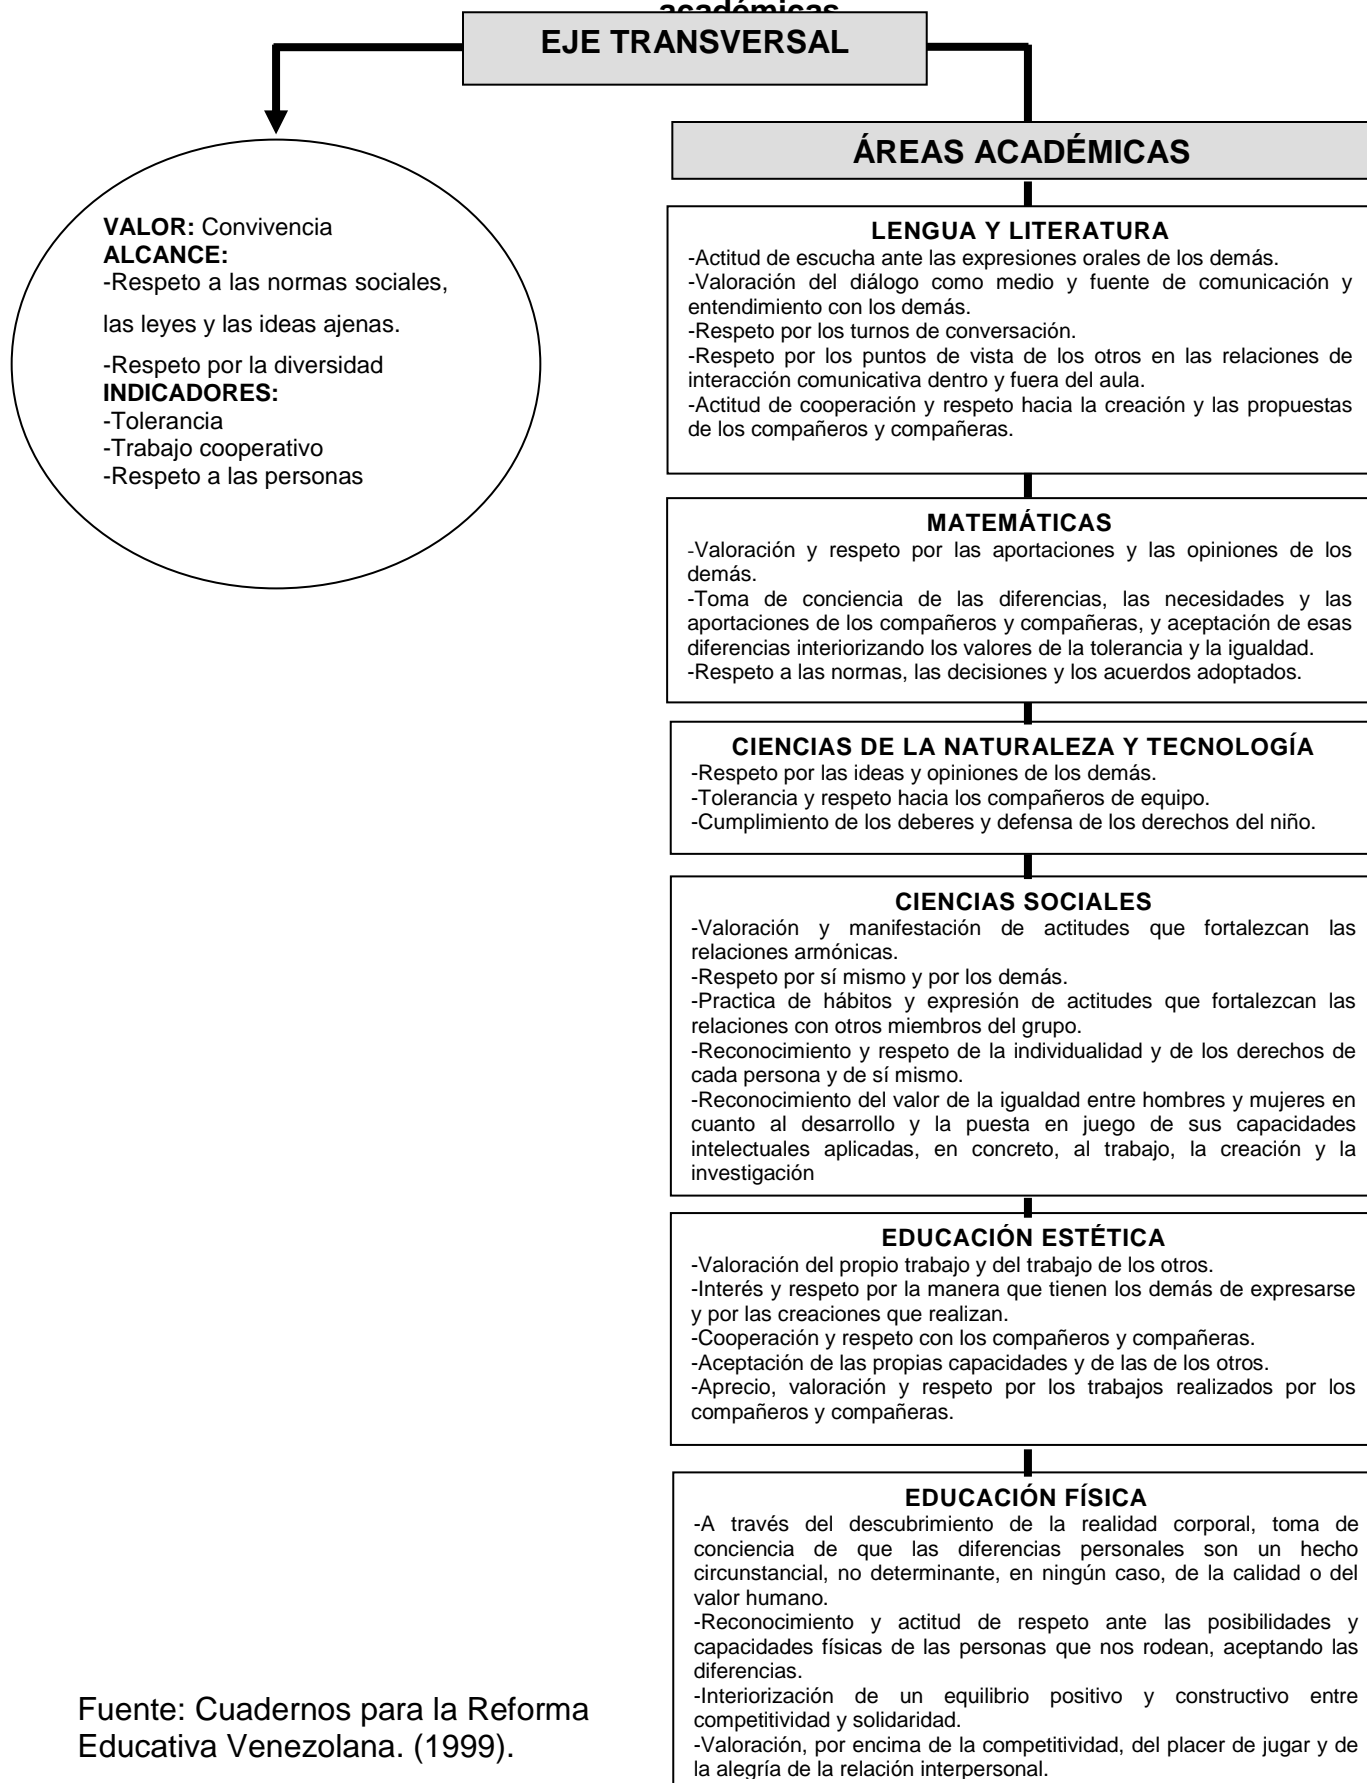 académicas
EJE TRANSVERSAL
VALOR: Convivencia
ALCANCE:
-Respeto a las normas sociales,
las leyes y las ideas ajenas.
-Respeto por la diversidad
INDICADORES:
-Tolerancia
-Trabajo cooperativo
-Respeto a las personas
ÁREAS ACADÉMICAS
LENGUA Y LITERATURA
-Actitud de escucha ante las expresiones orales de los demás.
-Valoración del diálogo como medio y fuente de comunicación y
entendimiento con los demás.
-Respeto por los turnos de conversación.
-Respeto por los puntos de vista de los otros en las relaciones de
interacción comunicativa dentro y fuera del aula.
-Actitud de cooperación y respeto hacia la creación y las propuestas
de los compañeros y compañeras.
MATEMÁTICAS
-Valoración y respeto por las aportaciones y las opiniones de los
demás.
-Toma de conciencia de las diferencias, las necesidades y las
aportaciones de los compañeros y compañeras, y aceptación de esas
diferencias interiorizando los valores de la tolerancia y la igualdad.
-Respeto a las normas, las decisiones y los acuerdos adoptados.
CIENCIAS DE LA NATURALEZA Y TECNOLOGÍA
-Respeto por las ideas y opiniones de los demás.
-Tolerancia y respeto hacia los compañeros de equipo.
-Cumplimiento de los deberes y defensa de los derechos del niño.
CIENCIAS SOCIALES
-Valoración y manifestación de actitudes que fortalezcan las
relaciones armónicas.
-Respeto por sí mismo y por los demás.
-Practica de hábitos y expresión de actitudes que fortalezcan las
relaciones con otros miembros del grupo.
-Reconocimiento y respeto de la individualidad y de los derechos de
cada persona y de sí mismo.
-Reconocimiento del valor de la igualdad entre hombres y mujeres en
cuanto al desarrollo y la puesta en juego de sus capacidades
intelectuales aplicadas, en concreto, al trabajo, la creación y la
investigación
EDUCACIÓN ESTÉTICA
-Valoración del propio trabajo y del trabajo de los otros.
-Interés y respeto por la manera que tienen los demás de expresarse
y por las creaciones que realizan.
-Cooperación y respeto con los compañeros y compañeras.
-Aceptación de las propias capacidades y de las de los otros.
-Aprecio, valoración y respeto por los trabajos realizados por los
compañeros y compañeras.
EDUCACIÓN FÍSICA
-A través del descubrimiento de la realidad corporal, toma de
conciencia de que las diferencias personales son un hecho
circunstancial, no determinante, en ningún caso, de la calidad o del
valor humano.
-Reconocimiento y actitud de respeto ante las posibilidades y
capacidades físicas de las personas que nos rodean, aceptando las
diferencias.
-Interiorización de un equilibrio positivo y constructivo entre
competitividad y solidaridad.
-Valoración, por encima de la competitividad, del placer de jugar y de
la alegría de la relación interpersonal.
Fuente: Cuadernos para la Reforma
Educativa Venezolana. (1999).